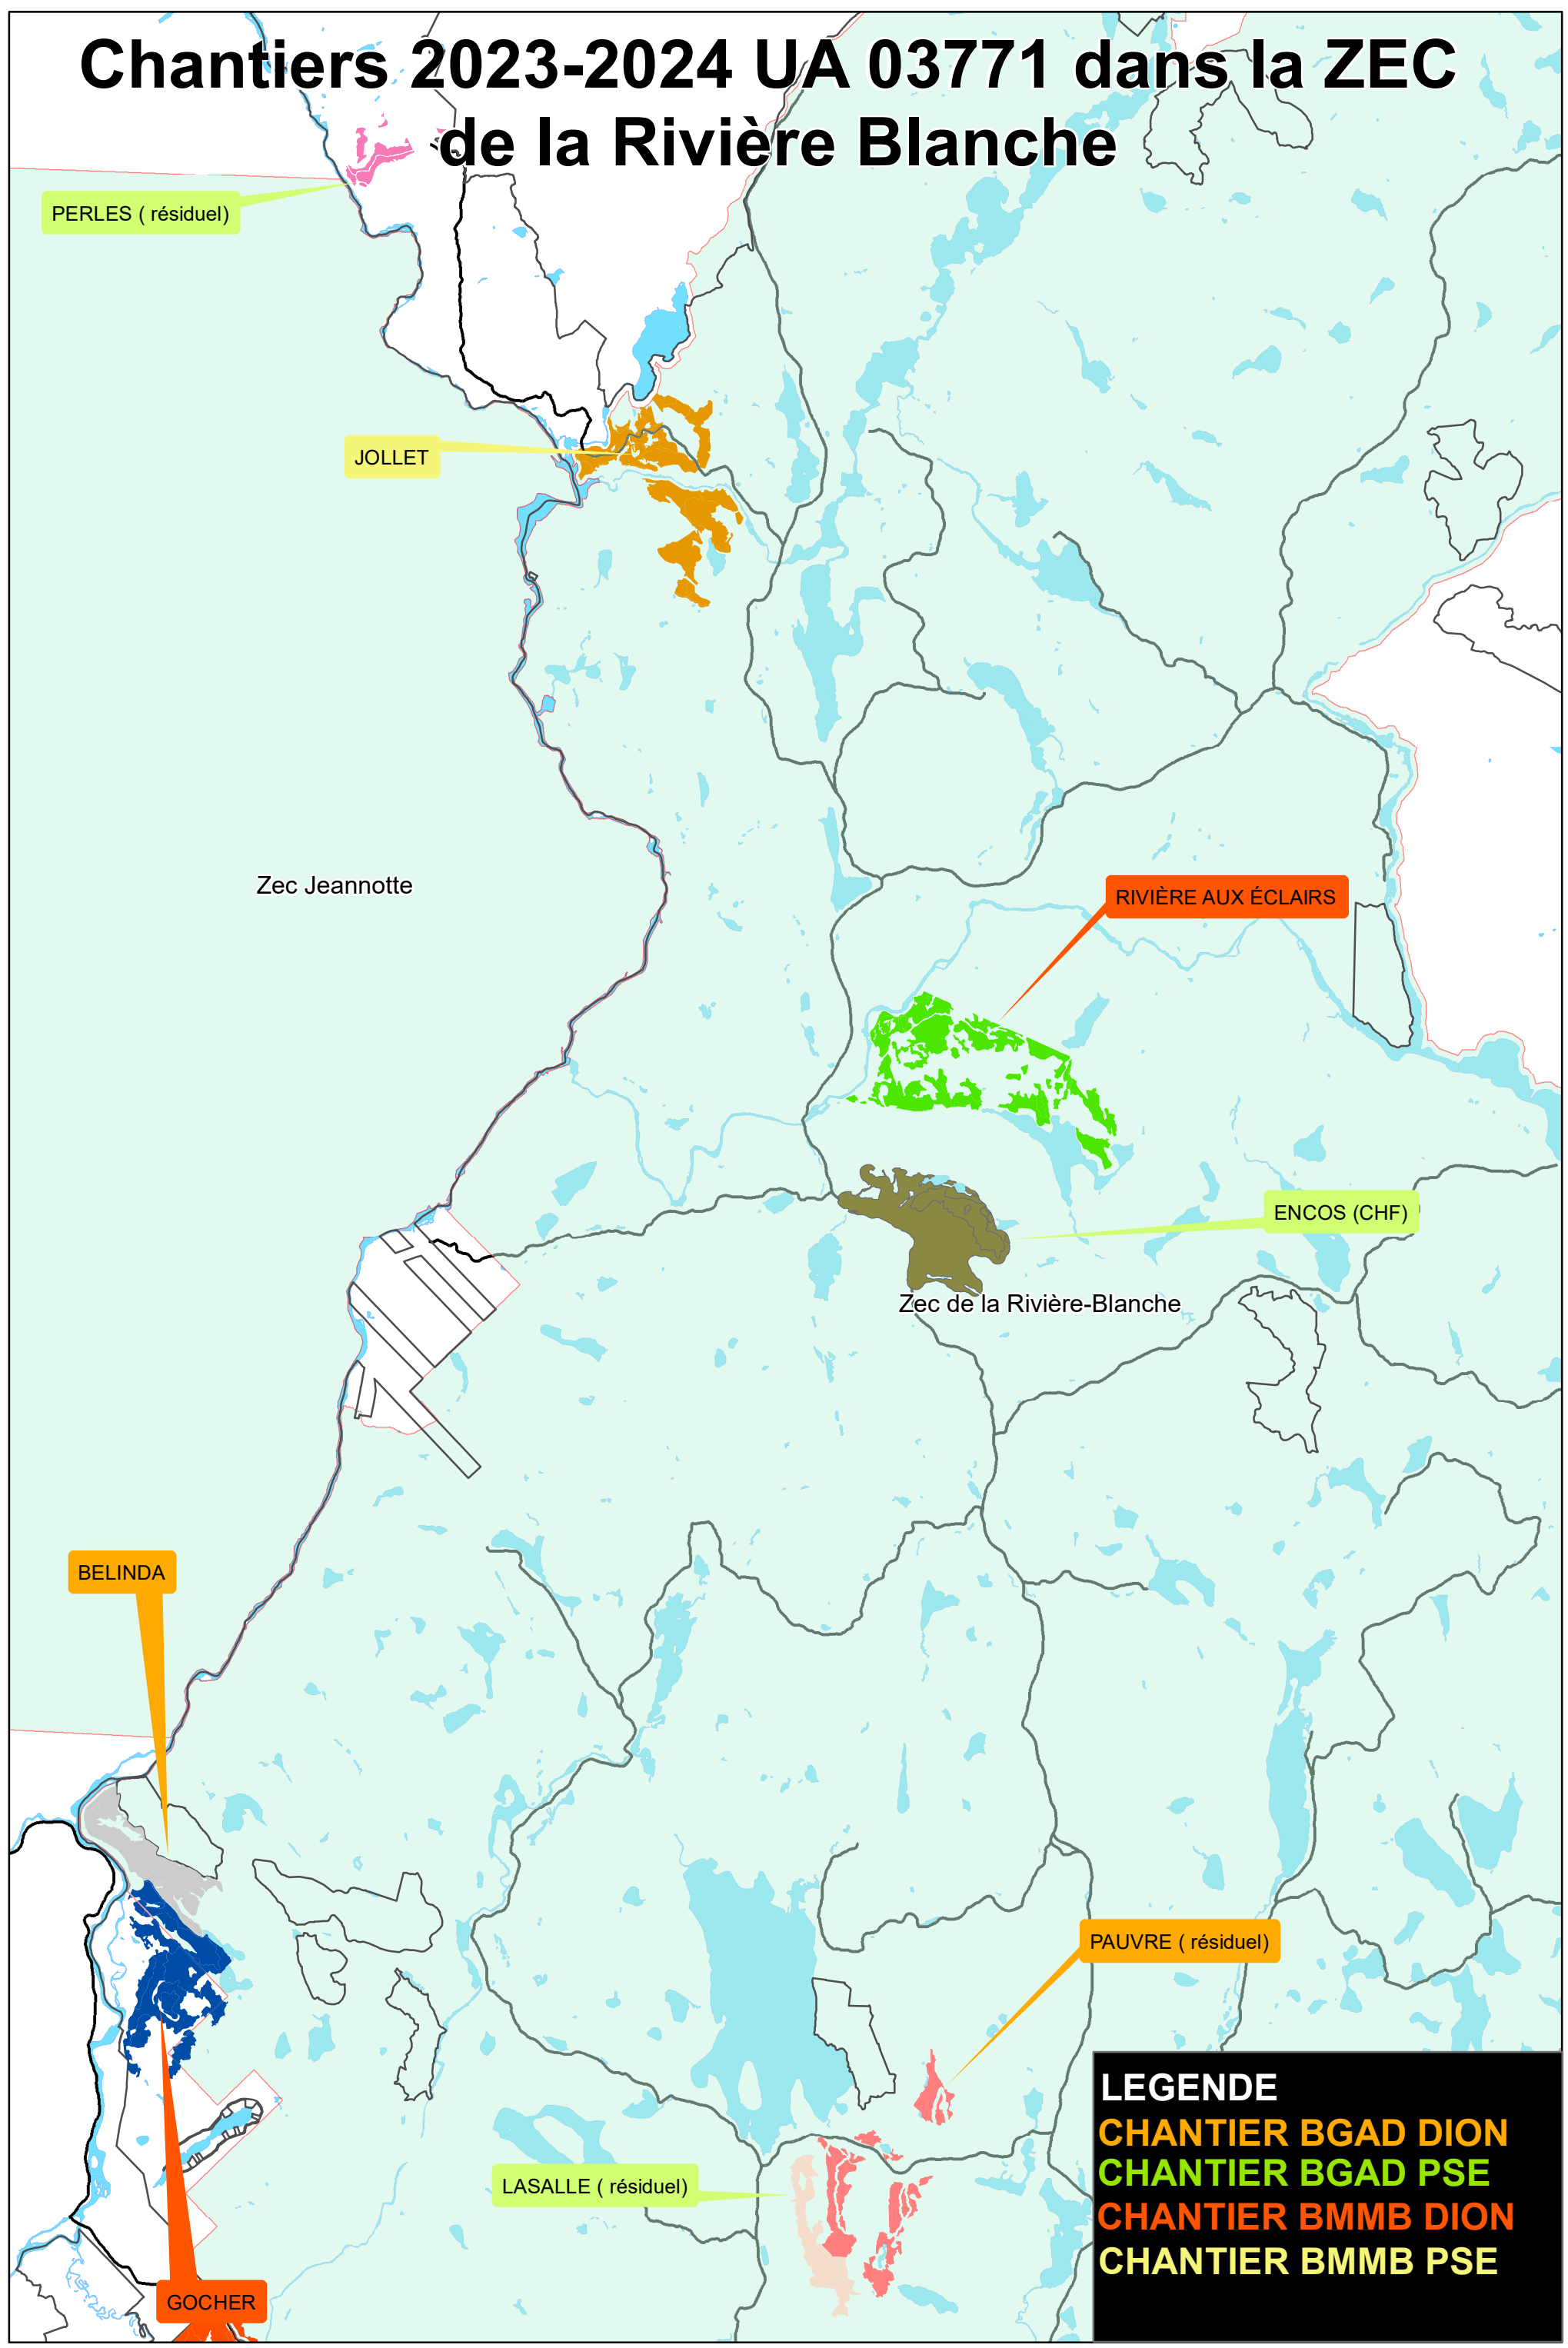 Chantiers 2023-2024 UA 03771 dans la ZEC
de la Rivière Blanche
PERLES ( résiduel)
JOLLET
Zec Jeannotte
RIVIÈRE AUX ÉCLAIRS
ENCOS (CHF)
Zec de la Rivière-Blanche
BELINDA
PAUVRE ( résiduel)
LASALLE ( résiduel)
GOCHER
LEGENDE
CHANTIER BGAD DION
CHANTIER BGAD PSE
CHANTIER BMMB DION
CHANTIER BMMB PSE